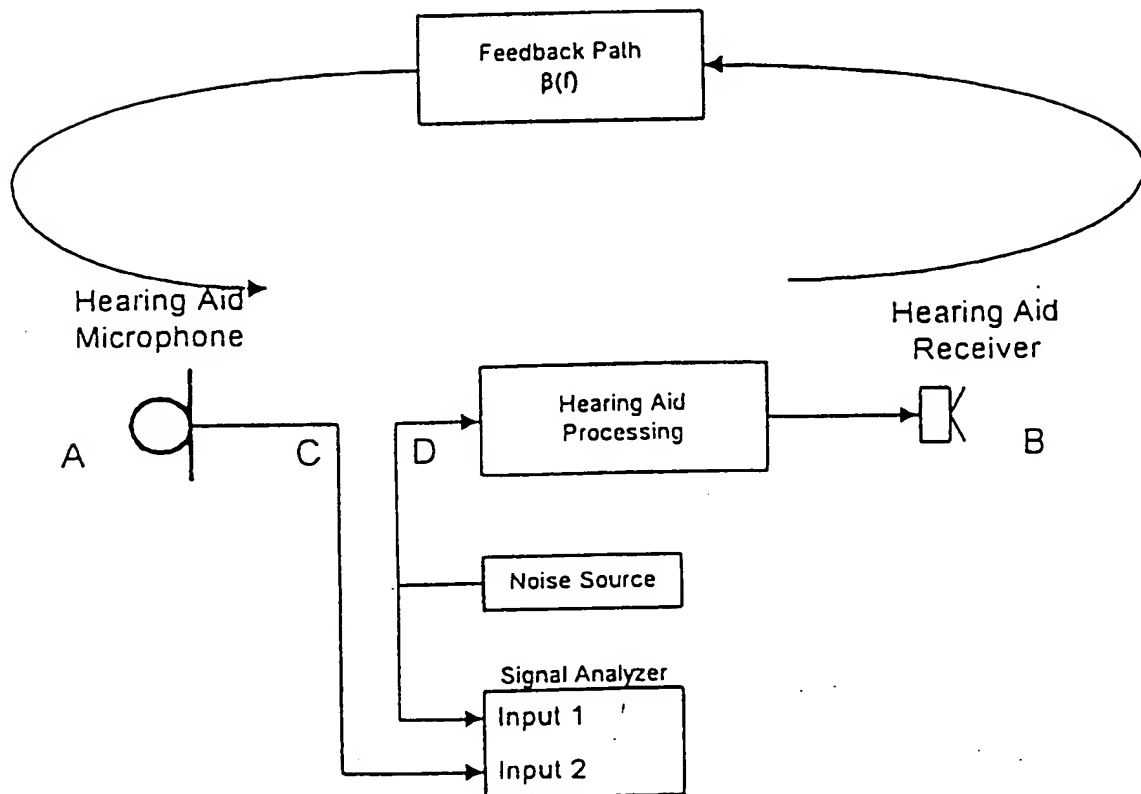 Feedback Path
β(f)
Hearing Aid
Microphone
Hearing Aid
Receiver
Hearing Aid
Processing
A
C
D
B
Noise Source
Signal Analyzer
Input 1
Input 2